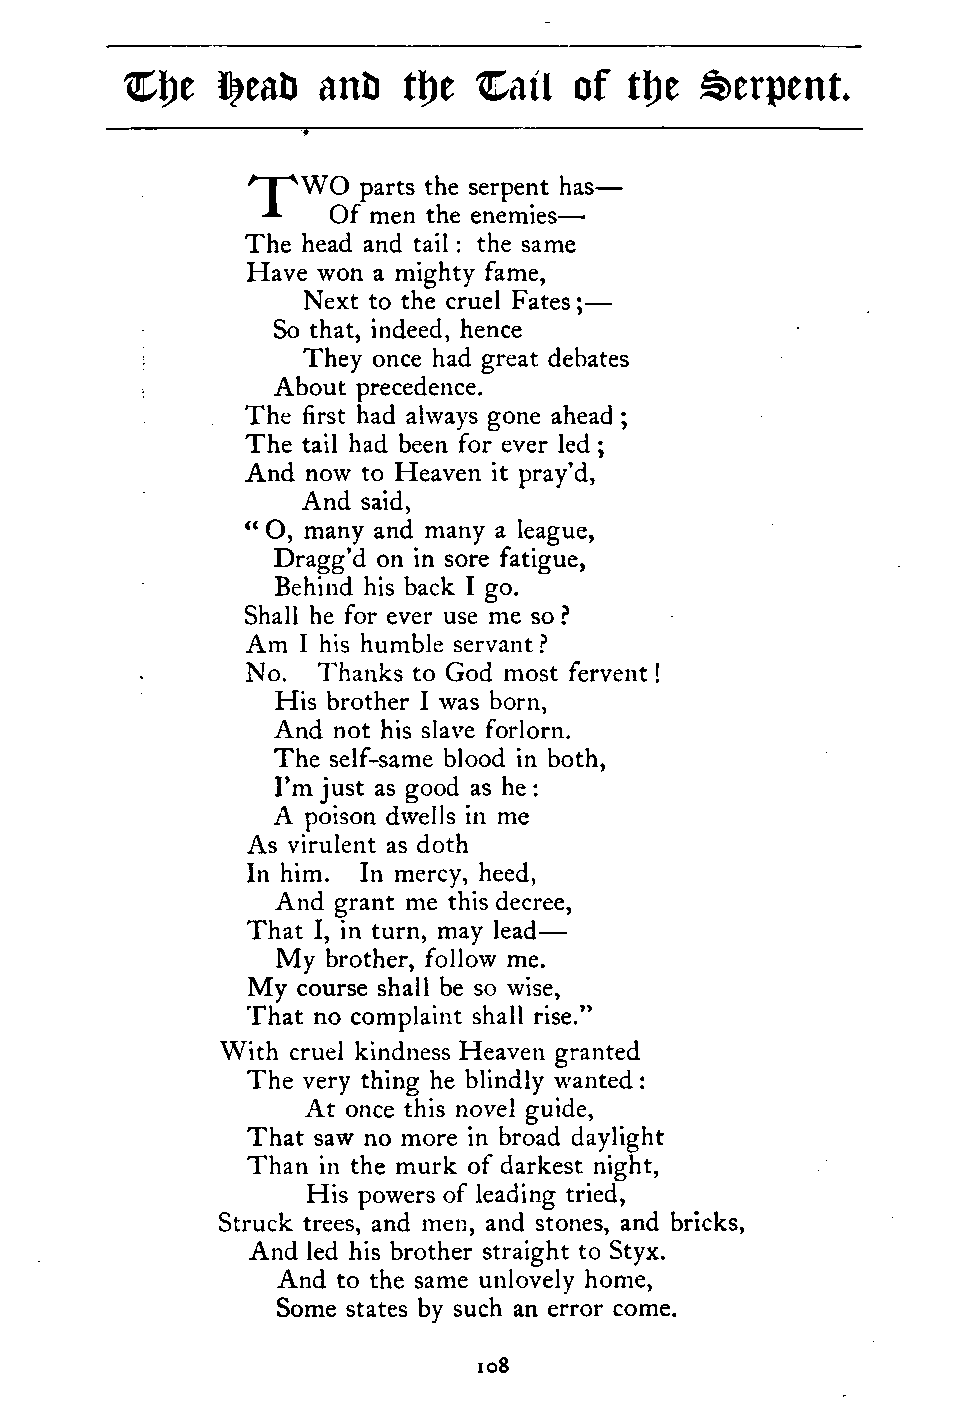 The Head and the Tail of the Serpent.
TWO parts the serpent has—
Of men the enemies—
The head and tail : the same
Have won a mighty fame,
Next to the cruel Fates ;—
So that, indeed, hence
They once had great debates
About precedence.
The first had always gone ahead ;
The tail had been for ever led ;
And now to Heaven it pray'd,
And said,
“ O, many and many a league,
Dragg'd on in sore fatigue,
Behind his back I go.
Shall he for ever use me so ?
Am I his humble servant ?
No. Thanks to God most fervent !
His brother I was born,
And not his slave forlorn.
The self-same blood in both,
I'm just as good as he :
A poison dwells in me
As virulent as doth
In him. In mercy, heed,
And grant me this decree,
That I, in turn, may lead—
My brother, follow me.
My course shall be so wise,
That no complaint shall rise.”
With cruel kindness Heaven granted
The very thing he blindly wanted :
At once this novel guide,
That saw no more in broad daylight
Than in the murk of darkest night,
His powers of leading tried,
Struck trees, and men, and stones, and bricks,
And led his brother straight to Styx.
And to the same unlovely home,
Some states by such an error come.
108